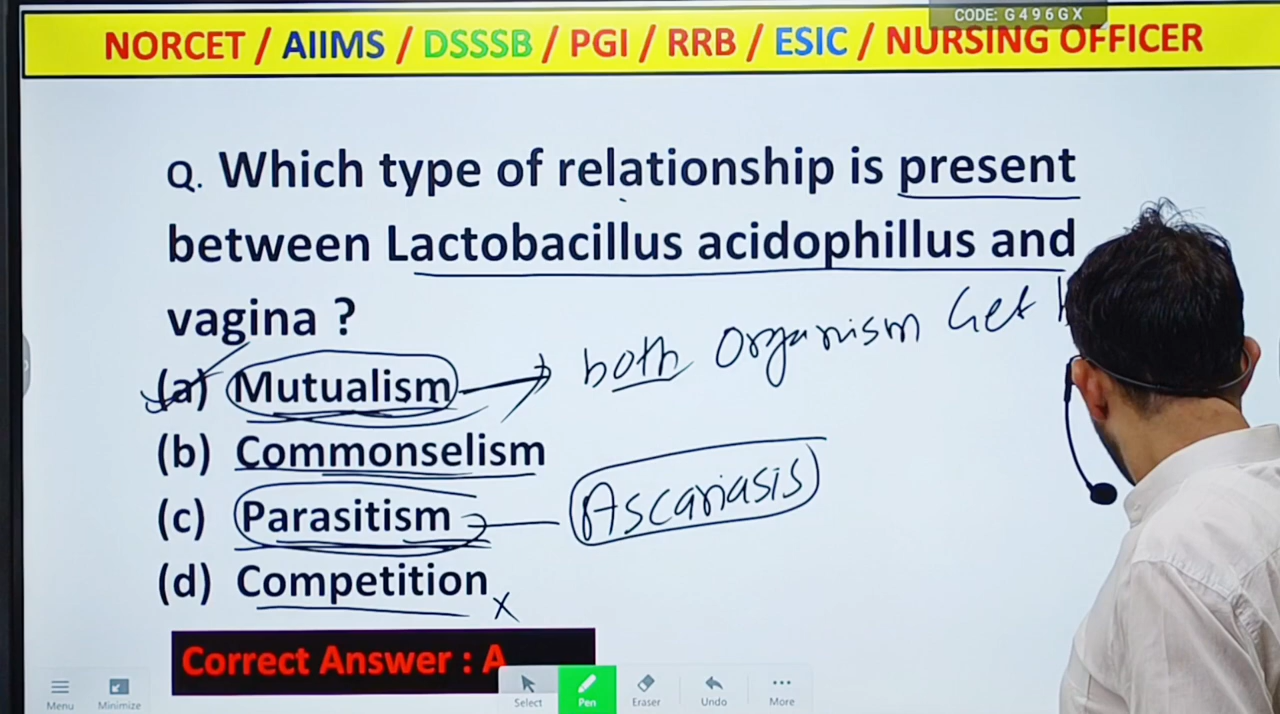 CODE: G496GX
NORCET / AIIMS / DSSSB / PGI / RRB / ESIC / NURSING OFFICER
Q. Which type of relationship is present
between Lactobacillus acidophillus and
vagina ?
both Organism Get
(a) Mutualism
(b) Commonselism
(c) Parasitism
Ascariasis
(d) Competition
x
Correct Answer : A
Menu
Minimize
Select
Pen
Eraser
Undo
More